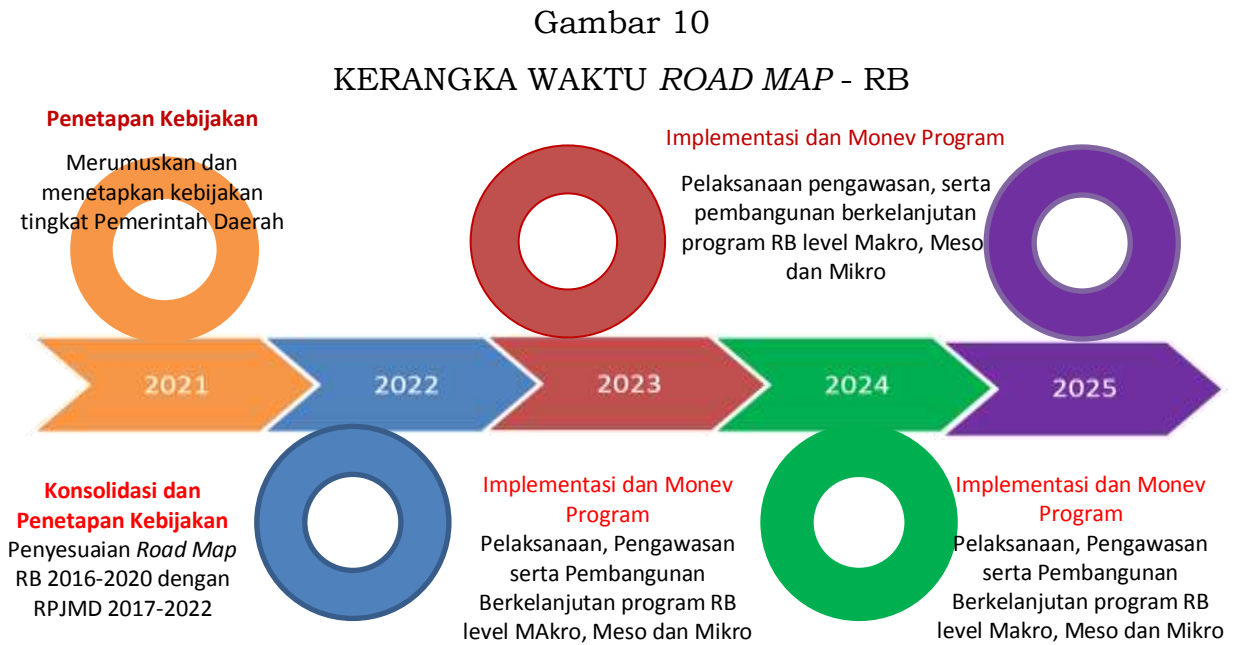 Gambar 10
KERANGKA WAKTU ROAD MAP - RB
Penetapan Kebijakan
Merumuskan dan
menetapkan kebijakan
tingkat Pemerintah Daerah
Implementasi dan Monev Program
Pelaksanaan pengawasan, serta
pembangunan berkelanjutan
program RB level Makro, Meso
dan Mikro
2021
2022
2023
2024
2025
Konsolidasi dan
Penetapan Kebijakan
Penyesuaian Road Map
RB 2016-2020 dengan
RPJMD 2017-2022
Implementasi dan Monev
Program
Pelaksanaan, Pengawasan
serta Pembangunan
Berkelanjutan program RB
level MAkro, Meso dan Mikro
Implementasi dan Monev
Program
Pelaksanaan, Pengawasan
serta Pembangunan
Berkelanjutan program RB
level Makro, Meso dan Mikro